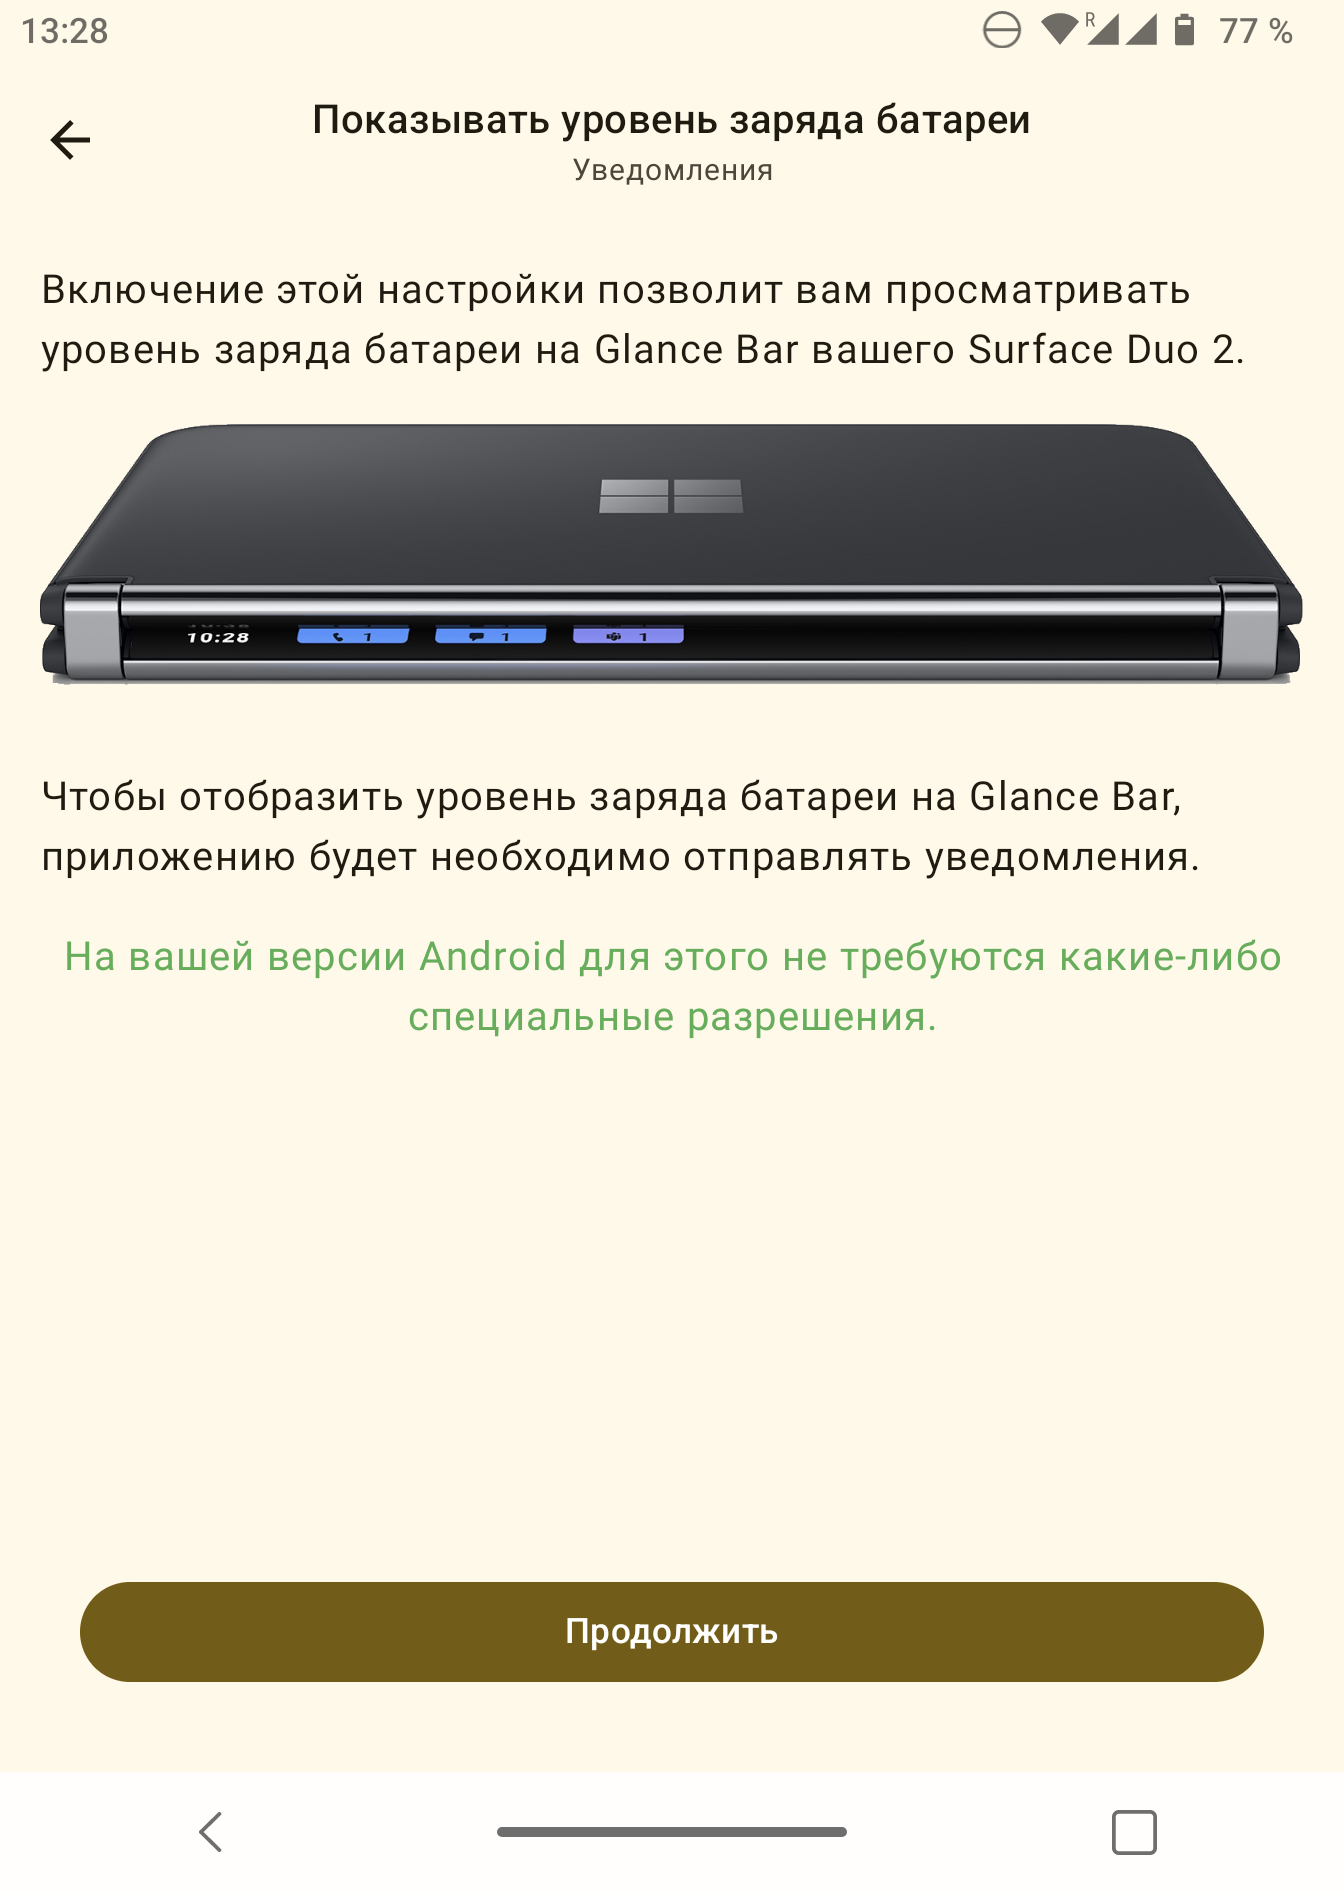 13:28
R
77 %
Показывать уровень заряда батареи
Уведомления
Включение этой настройки позволит вам просматривать
уровень заряда батареи на Glance Bar вашего Surface Duo 2.
10:28 1 1 1
Чтобы отобразить уровень заряда батареи на Glance Bar,
приложению будет необходимо отправлять уведомления.
На вашей версии Android для этого не требуются какие-либо
специальные разрешения.
Продолжить